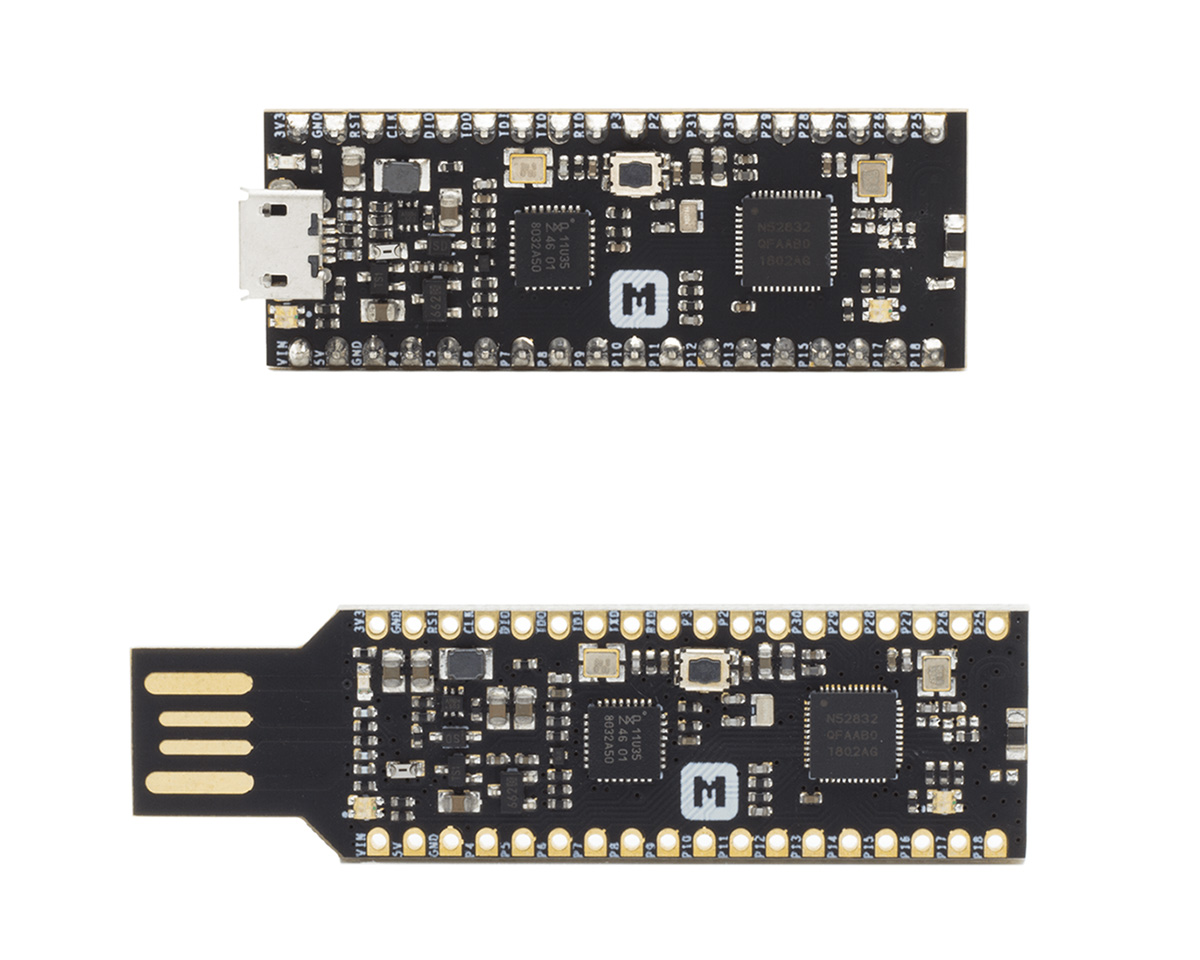 3V3 GND RST CLK DIO TDO TDI TXD RXD P3 P2 P31 P30 P29 P28 P27 P26 P25
11U35
46 01
8032A50
N52832
QFAAB0
1802AG
M
662K
VIN 5V GND P4 P5 P6 P7 P8 P9 P10 P11 P12 P13 P14 P15 P16 P17 P18
3V3 GND RST CLK DIO TDO TDI TXD RXD P3 P2 P31 P30 P29 P28 P27 P26 P25
11U35
46 01
8032A50
N52832
QFAAB0
1802AG
M
662K
VIN 5V GND P4 P5 P6 P7 P8 P9 P10 P11 P12 P13 P14 P15 P16 P17 P18